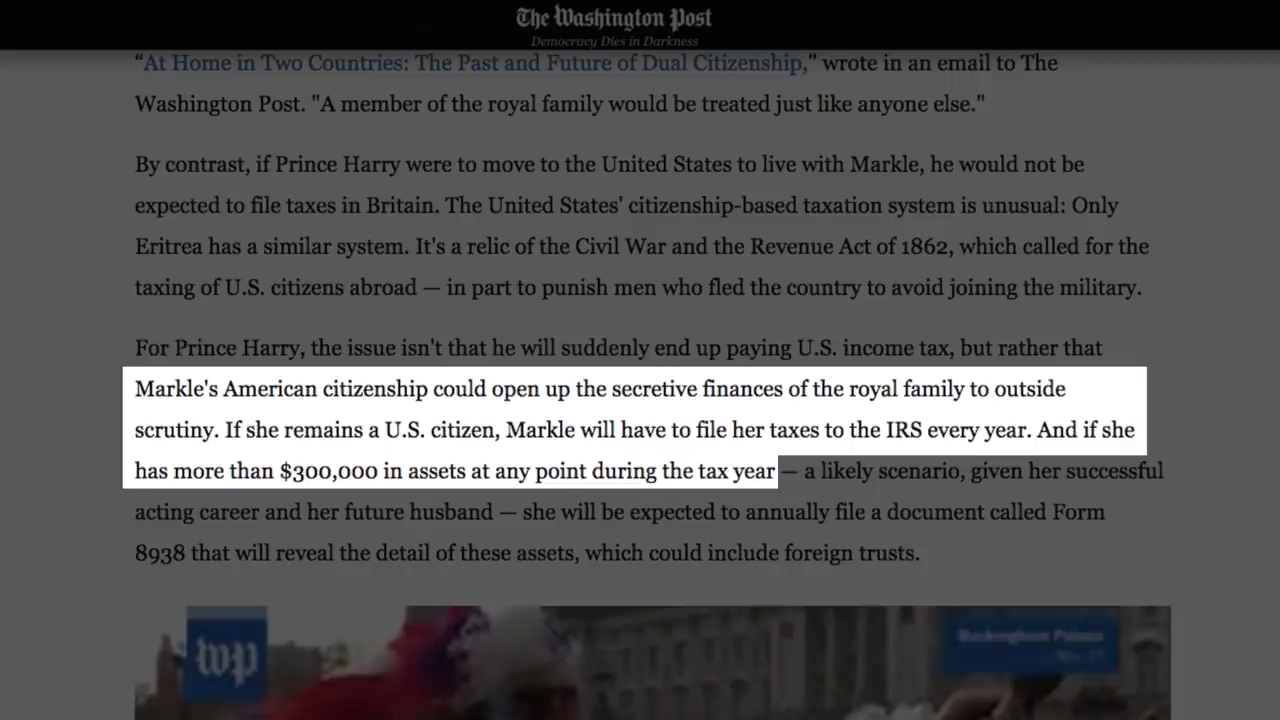 The Washington Post
Democracy Dies in Darkness
“At Home in Two Countries: The Past and Future of Dual Citizenship," wrote in an email to The
Washington Post. "A member of the royal family would be treated just like anyone else."
By contrast, if Prince Harry were to move to the United States to live with Markle, he would not be
expected to file taxes in Britain. The United States' citizenship-based taxation system is unusual: Only
Eritrea has a similar system. It's a relic of the Civil War and the Revenue Act of 1862, which called for the
taxing of U.S. citizens abroad — in part to punish men who fled the country to avoid joining the military.
For Prince Harry, the issue isn't that he will suddenly end up paying U.S. income tax, but rather that
Markle's American citizenship could open up the secretive finances of the royal family to outside
scrutiny. If she remains a U.S. citizen, Markle will have to file her taxes to the IRS every year. And if she
has more than $300,000 in assets at any point during the tax year — a likely scenario, given her successful
acting career and her future husband — she will be expected to annually file a document called Form
8938 that will reveal the detail of these assets, which could include foreign trusts.
wp
Buckingham Palace